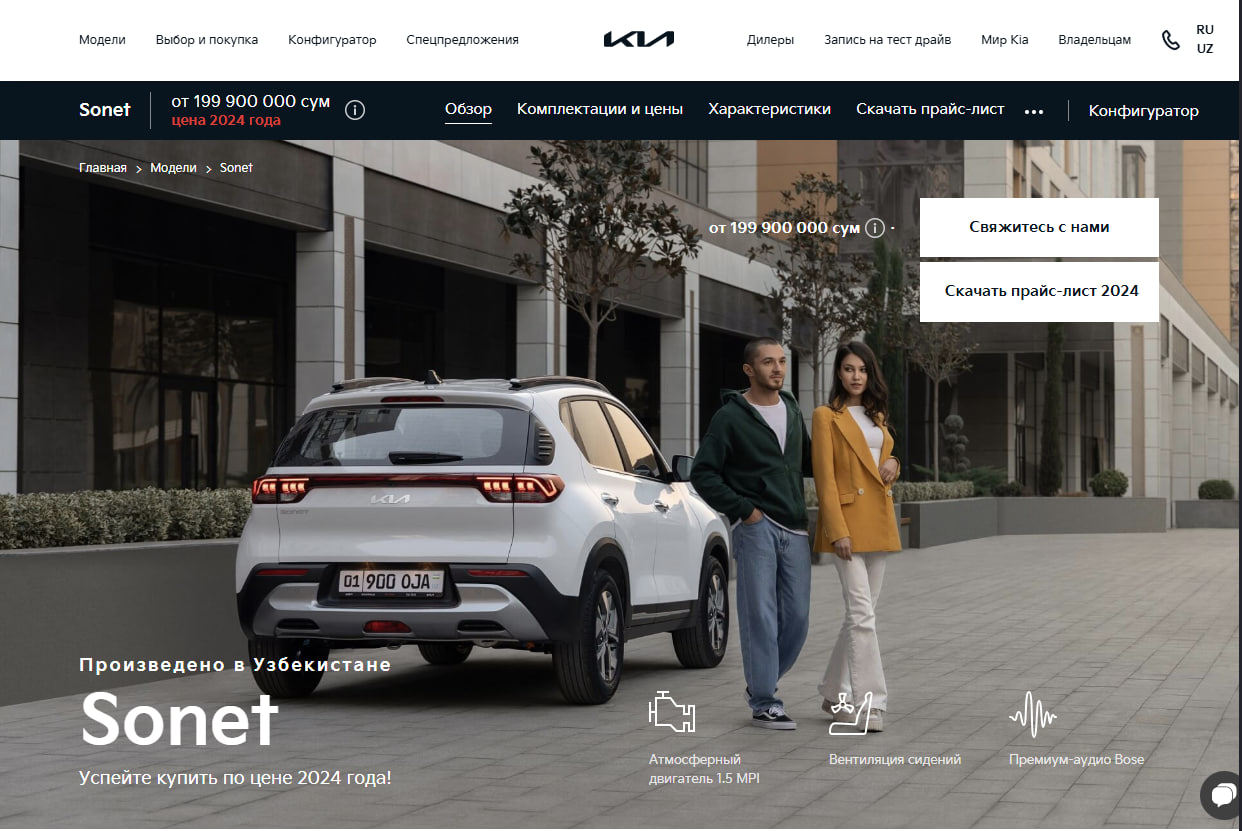 Модели
Выбор и покупка
Конфигуратор
Спецпредложения
KIA
Дилеры
Запись на тест драйв
Мир Kia
Владельцам
RU
UZ
Sonet
от 199 900 000 сум
цена 2024 года
Обзор
Комплектации и цены
Характеристики
Скачать прайс-лист
Конфигуратор
Главная > Модели > Sonet
от 199 900 000 сум
Свяжитесь с нами
Скачать прайс-лист 2024
KIA
SONET
01 900 OJA
Произведено в Узбекистане
Sonet
Успейте купить по цене 2024 года!
Атмосферный
двигатель 1.5 MPI
Вентиляция сидений
Премиум-аудио Bose